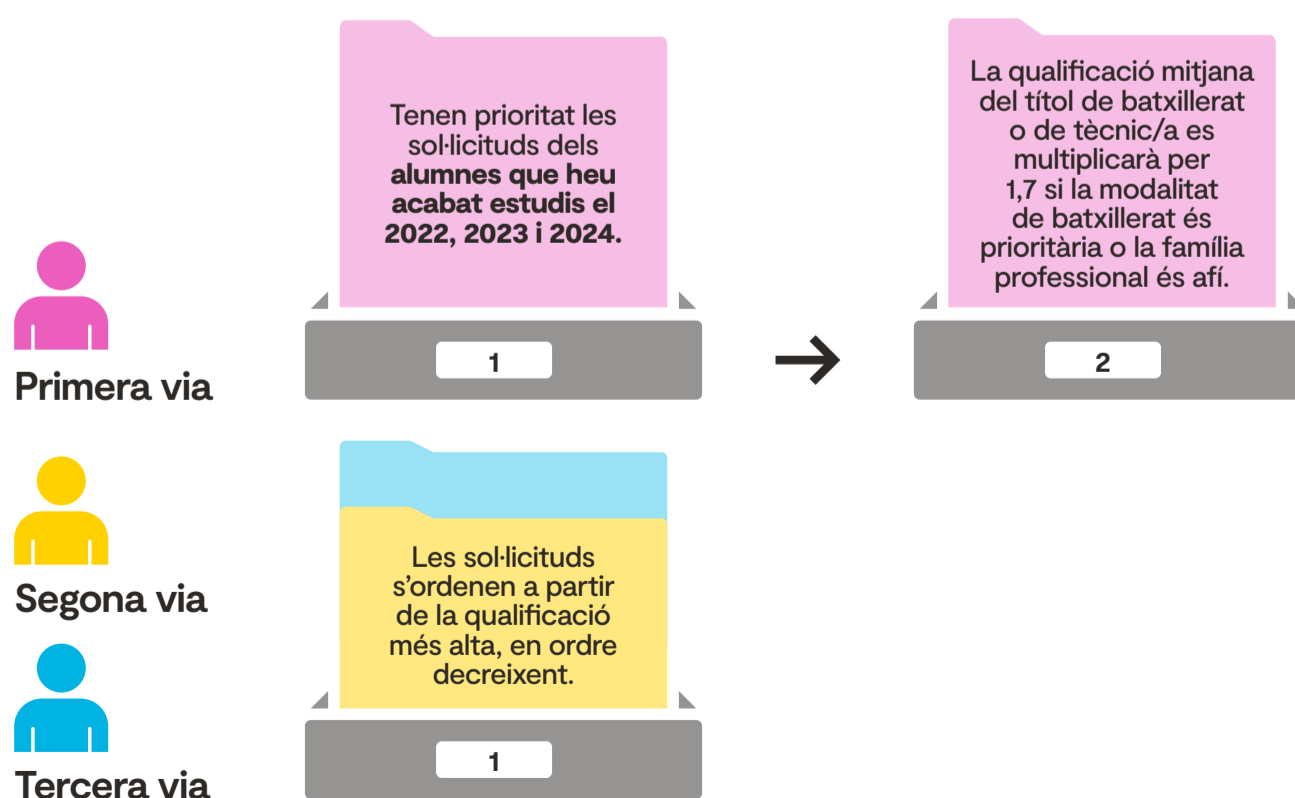 Tenen prioritat les
sol·licituds dels
alumnes que heu
acabat estudis el
2022, 2023 i 2024.
1
La qualificació mitjana
del títol de batxillerat
o de tècnic/a es
multiplicarà per
1,7 si la modalitat
de batxillerat és
prioritària o la família
professional és afí.
2
Primera via
Segona via
Tercera via
Les sol·licituds
s’ordenen a partir
de la qualificació
més alta, en ordre
decreixent.
1